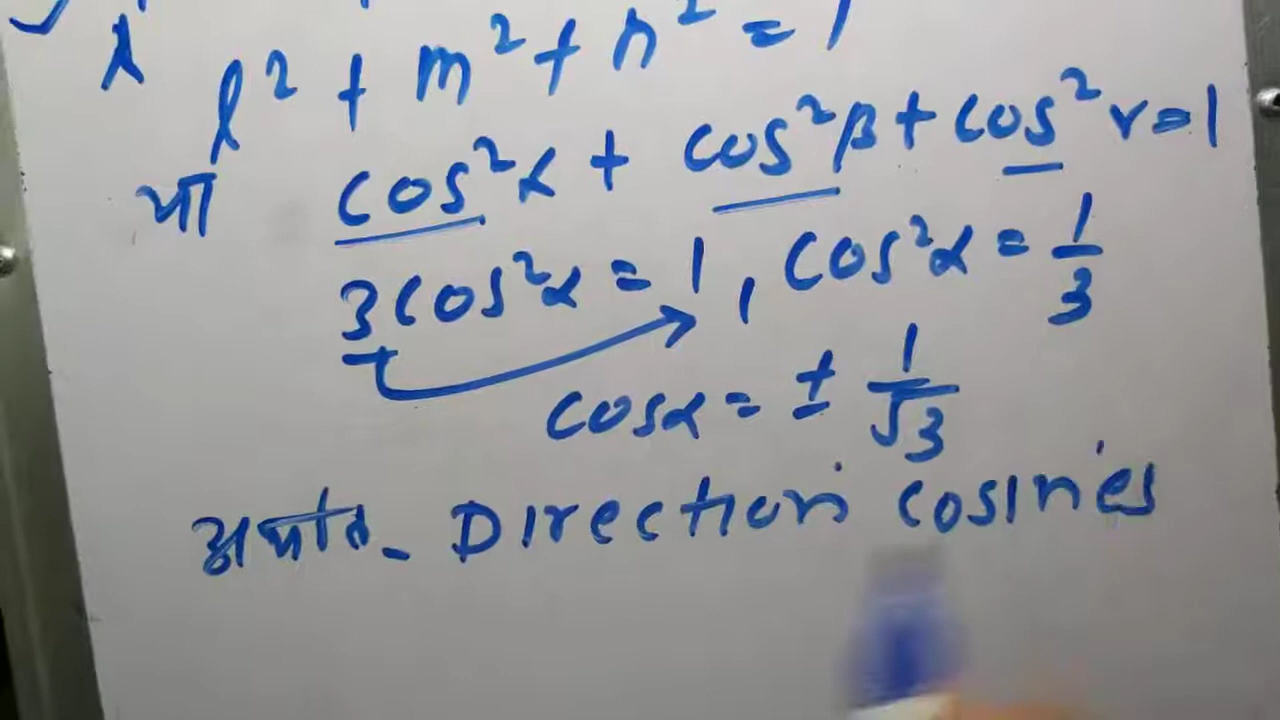 l² + m² + n² = 1
या cos²α + cos²β + cos²γ = 1
3cos²α = 1, cos²α = 1/3
cosα = ± 1/√3
अर्थात- Direction cosines